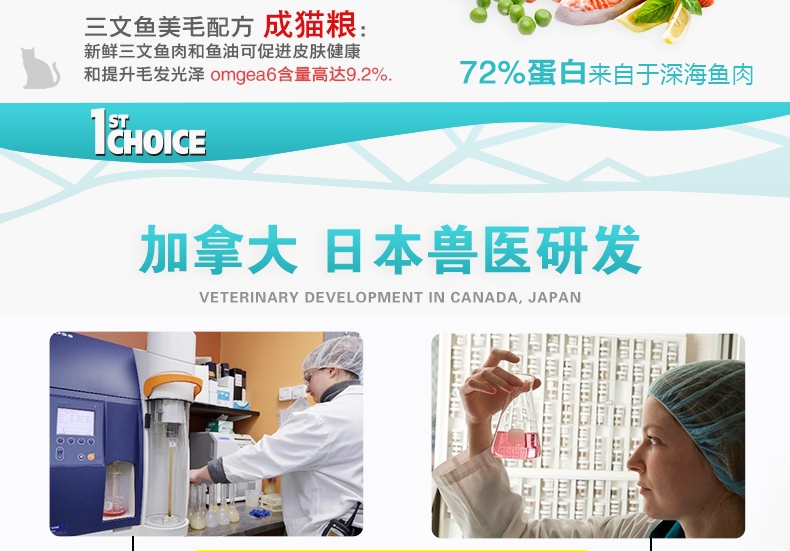 三文鱼美毛配方 成猫粮:
新鲜三文鱼肉和鱼油可促进皮肤健康
和提升毛发光泽 omgea6含量高达9.2%.
72%蛋白来自于深海鱼肉
1ST CHOICE
加拿大 日本兽医研发
VETERINARY DEVELOPMENT IN CANADA, JAPAN